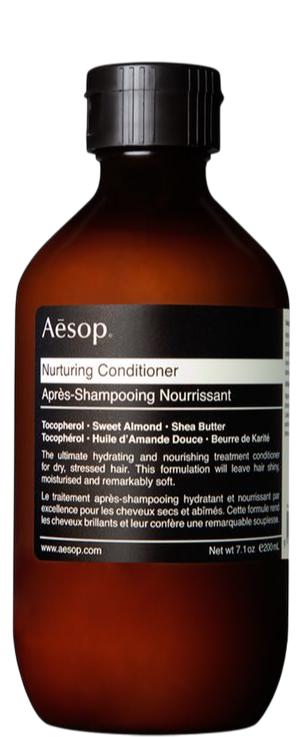 Aēsop.
Nurturing Conditioner
Après-Shampooing Nourrissant
Tocopherol · Sweet Almond · Shea Butter
Tocophérol · Huile d'Amande Douce · Beurre de Karité
The ultimate hydrating and nourishing treatment conditioner
for dry, stressed hair. This formulation will leave hair shiny,
moisturised and remarkably soft.
Le traitement après-shampooing hydratant et nourrissant par
excellence pour les cheveux secs et abîmés. Cette formule rend
les cheveux brillants et leur confère une remarquable souplesse.
www.aesop.com
Net wt 7.1oz ℮200mL